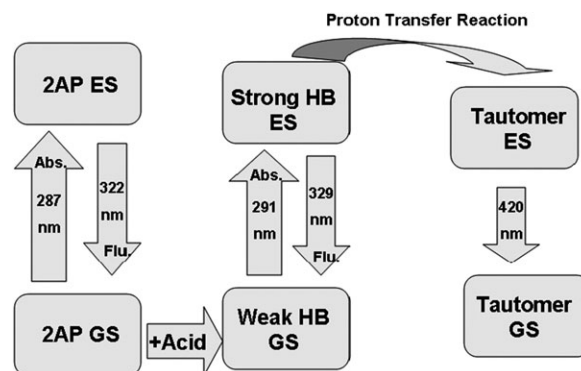 Proton Transfer Reaction
2AP ES
Abs.
287
nm
322
nm
Flu.
2AP GS
+Acid
Strong HB
ES
Abs.
291
nm
329
nm
Flu.
Weak HB
GS
Tautomer
ES
420
nm
Tautomer
GS